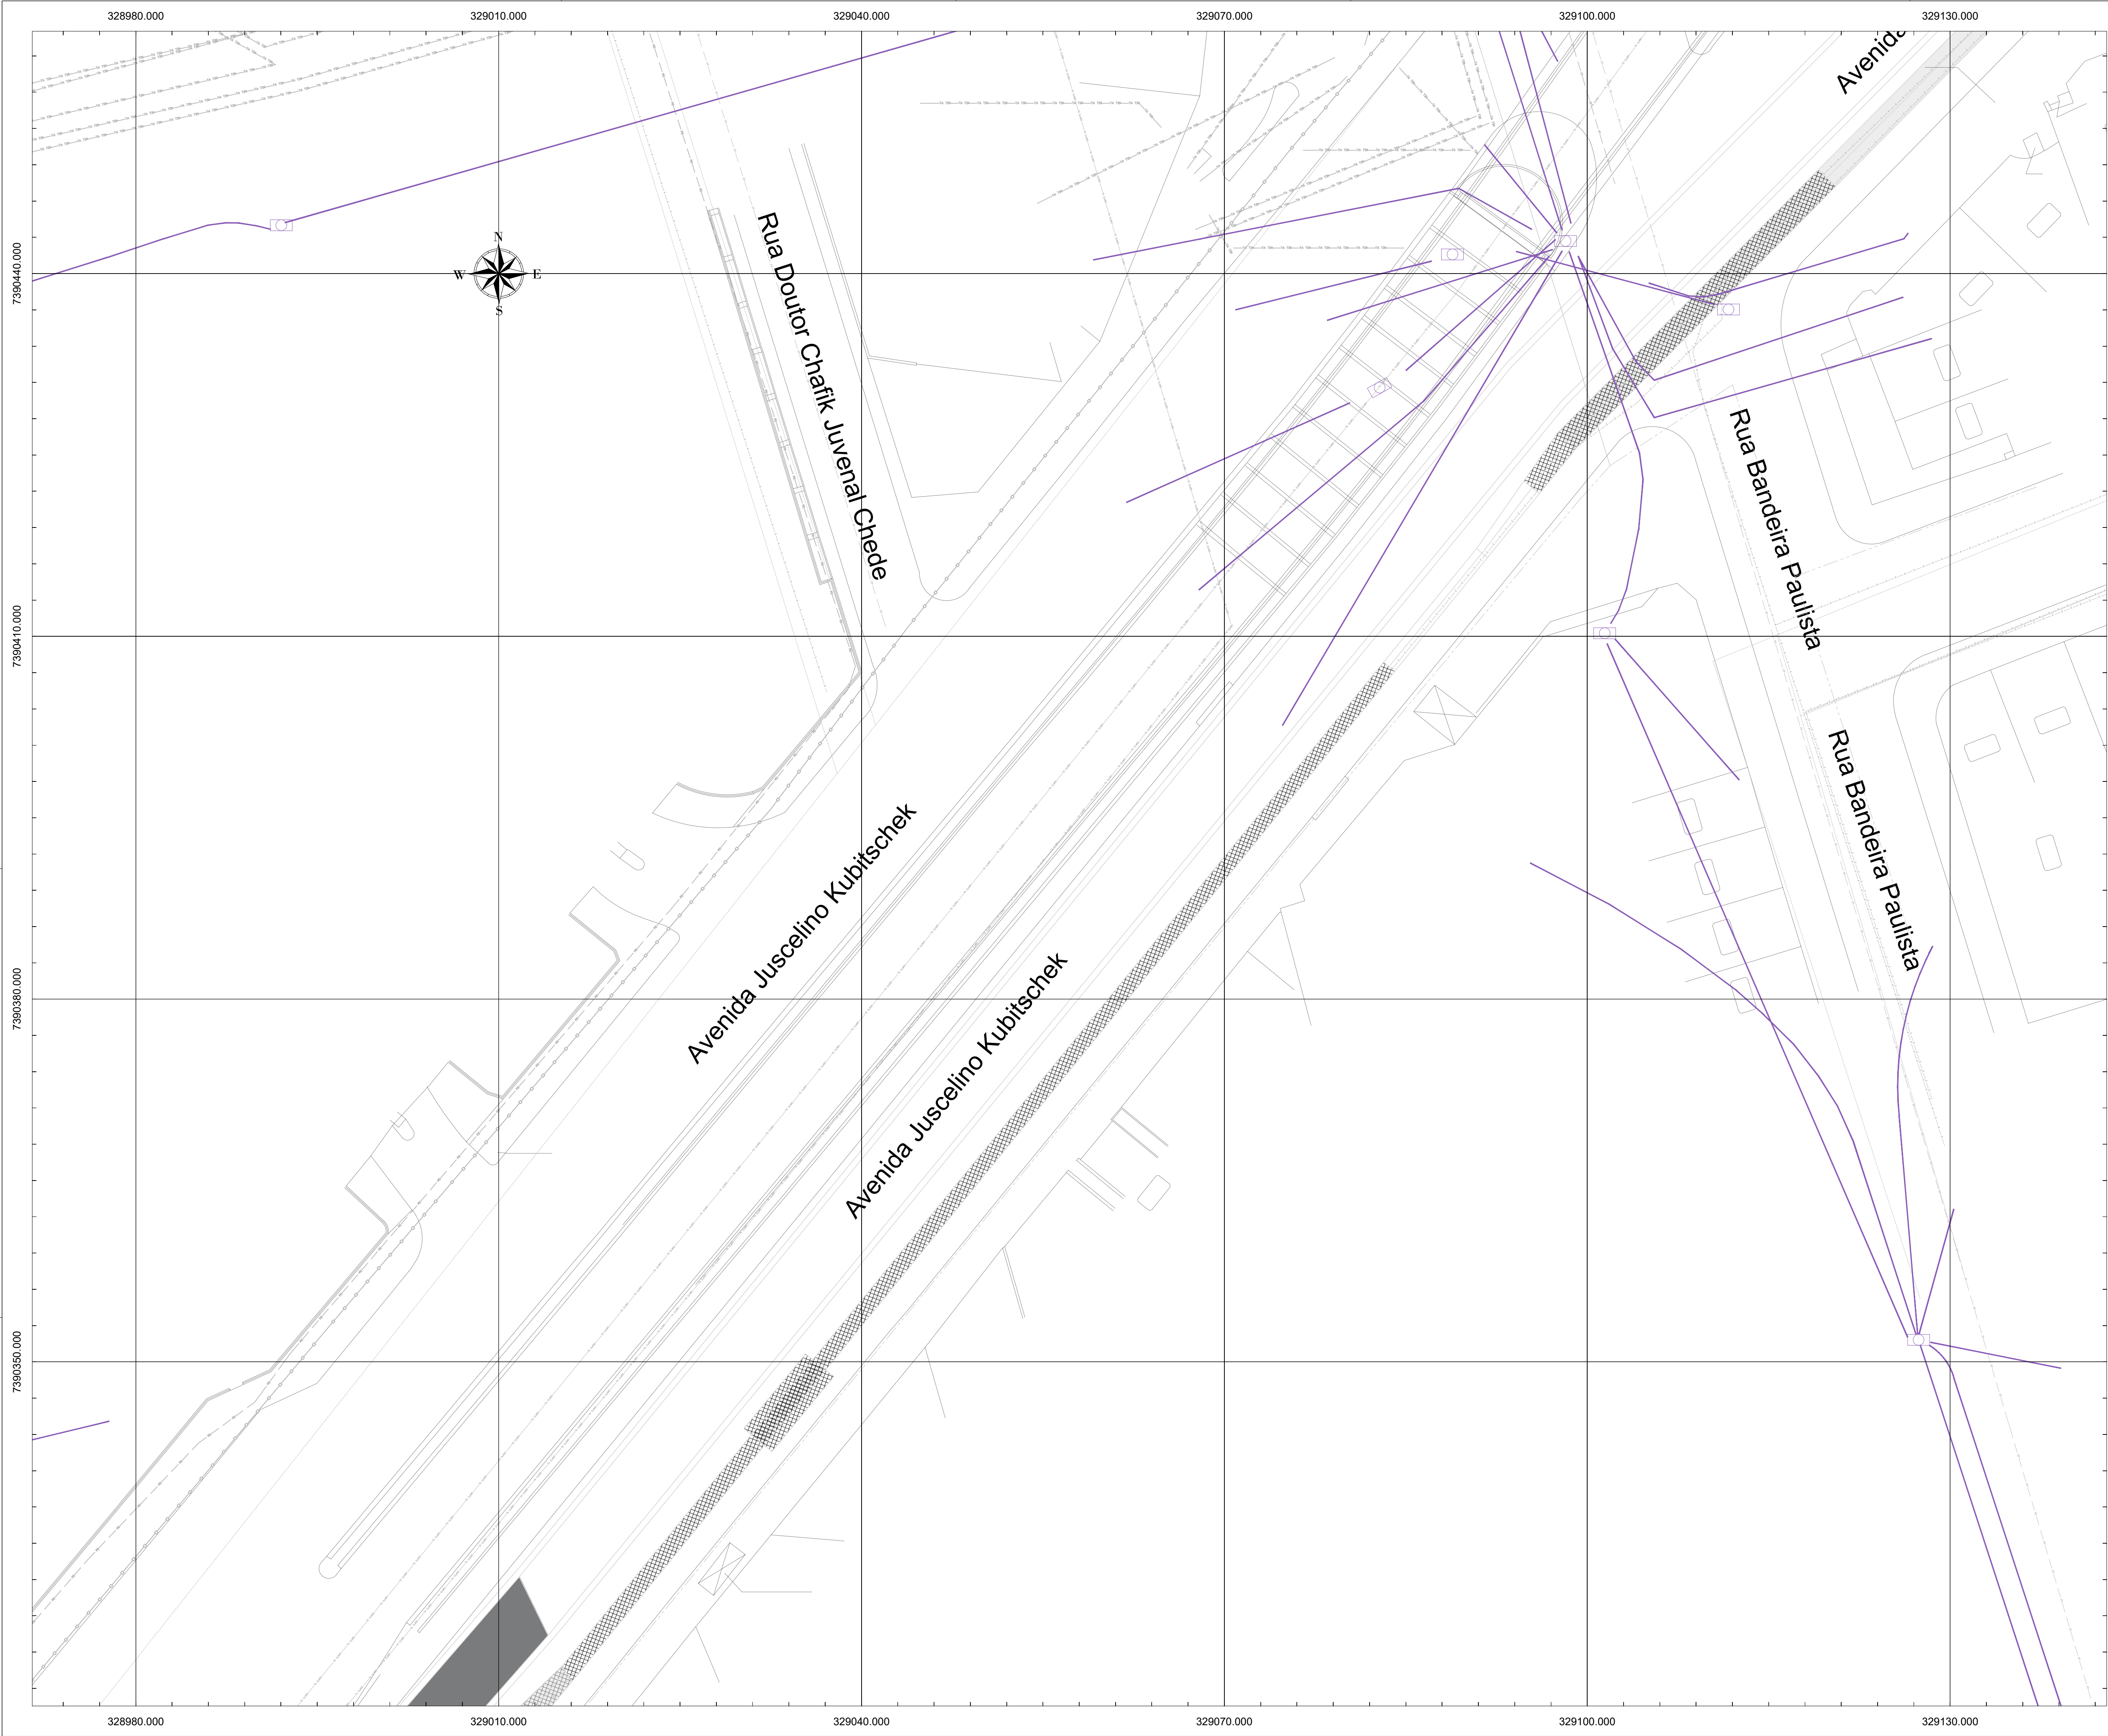 328980.000
329010.000
329040.000
329070.000
329100.000
329130.000
Avenida
Rua Doutor Chafik Juvenal Chede
N
W
E
S
7390440.000
Rua Bandeira Paulista
7390410.000
Rua Bandeira Paulista
Avenida Juscelino Kubitschek
Avenida Juscelino Kubitschek
7390380.000
7390350.000
328980.000
329010.000
329040.000
329070.000
329100.000
329130.000